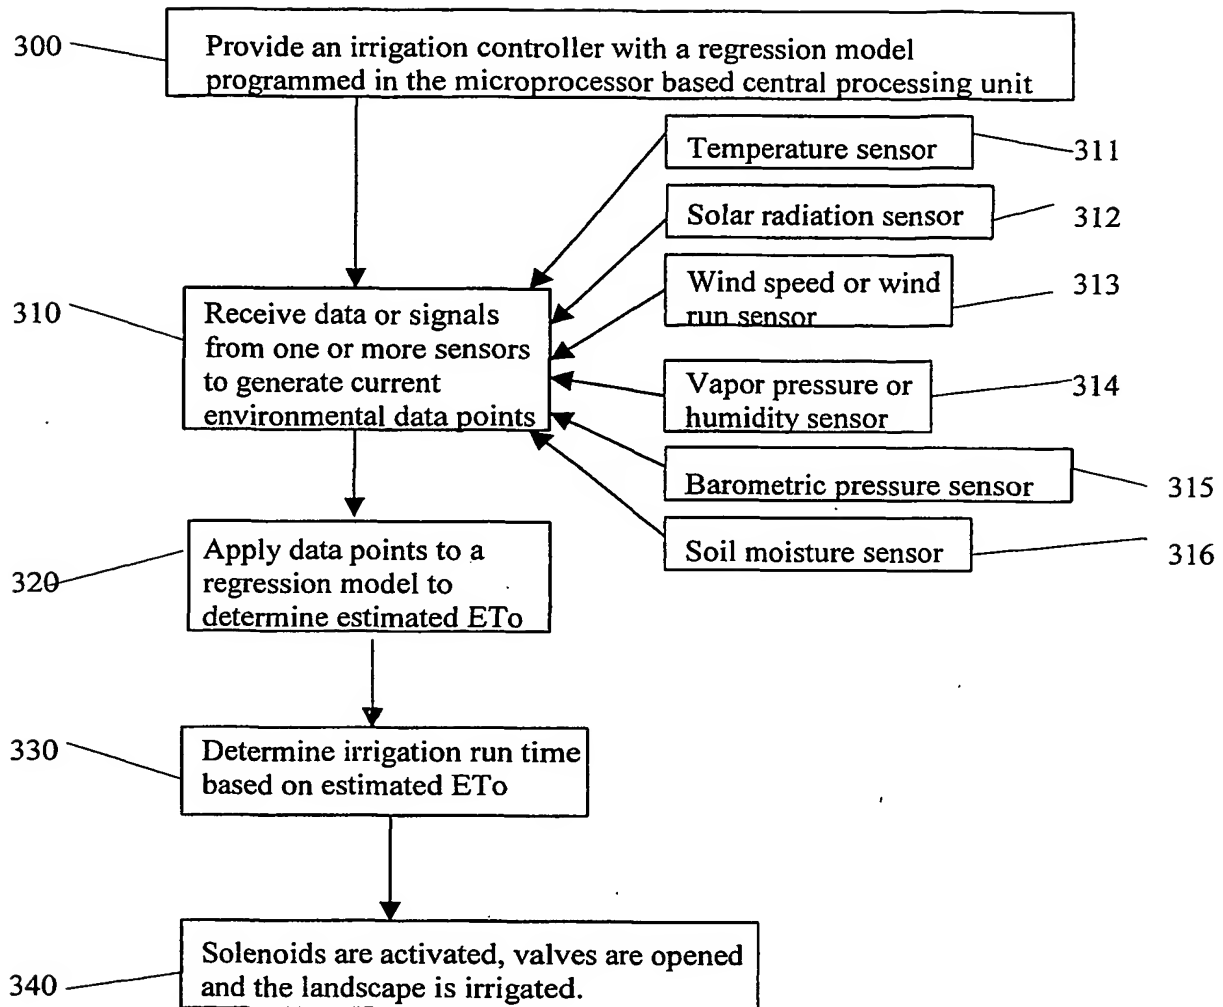 300
Provide an irrigation controller with a regression model
programmed in the microprocessor based central processing unit
Temperature sensor
311
Solar radiation sensor
312
310
Receive data or signals
from one or more sensors
to generate current
environmental data points
Wind speed or wind
run sensor
313
Vapor pressure or
humidity sensor
314
Barometric pressure sensor
315
Soil moisture sensor
316
320
Apply data points to a
regression model to
determine estimated ETo
330
Determine irrigation run time
based on estimated ETo
340
Solenoids are activated, valves are opened
and the landscape is irrigated.